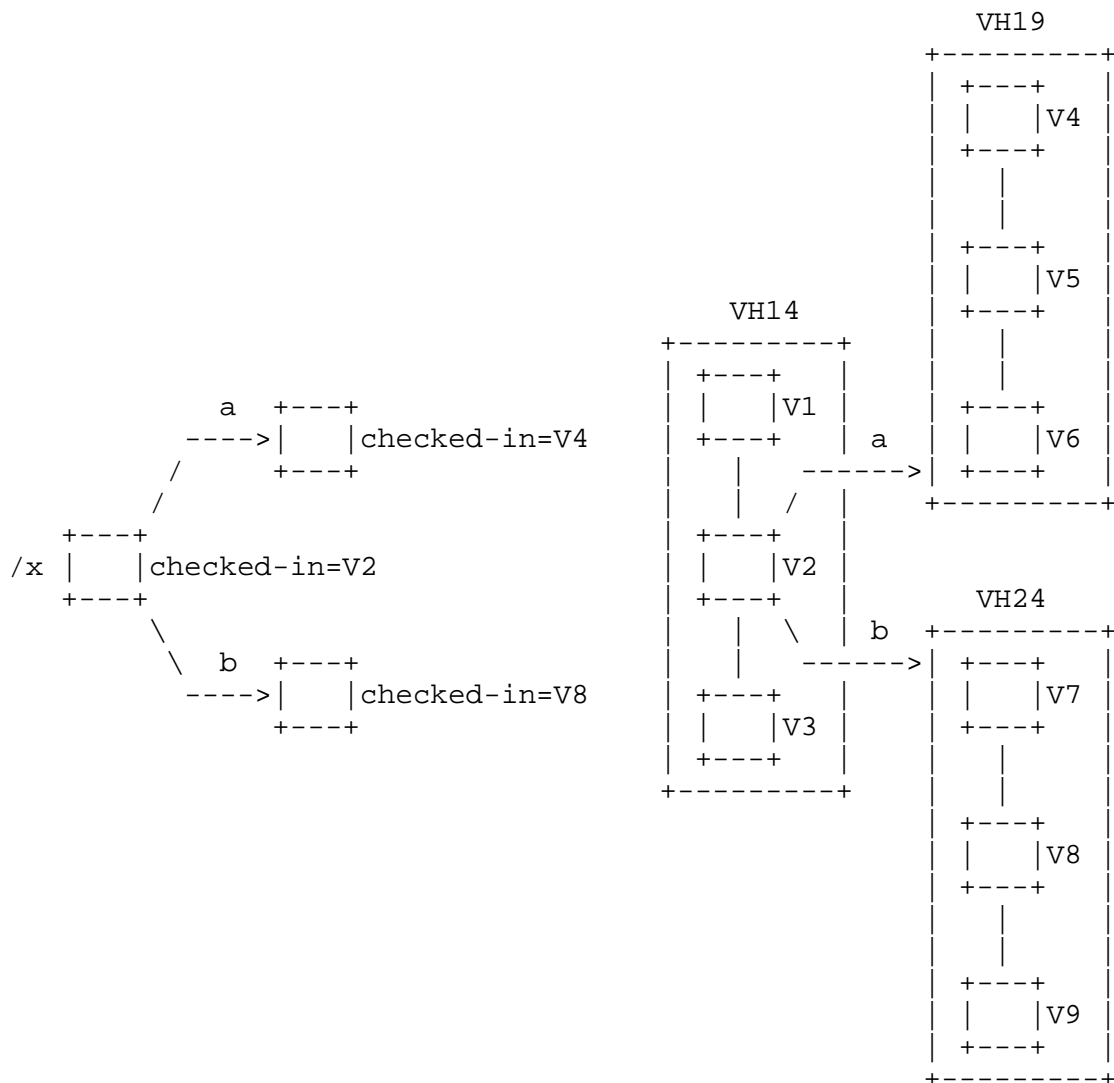 VH19
                                                   +---------+
                                                   | +---+   |
                                                   | |   |V4 |
                                                   | +---+   |
                                                   |   |     |
                                                   |   |     |
                                                   | +---+   |
                                                   | |   |V5 |
                                        VH14       | +---+   |
                                    +---------+    |   |     |
                                    | +---+   |    |   |     |
            a  +---+                | |   |V1 |    | +---+   |
          ---->|   |checked-in=V4   | +---+   | a  | |   |V6 |
         /     +---+                |   |   ------>| +---+   |
        /                           |   |  /  |    +---------+
   +---+                            | +---+   |
/x |   |checked-in=V2               | |   |V2 |
   +---+                            | +---+   |       VH24
        \                           |   |  \  | b  +---------+
         \  b  +---+                |   |   ------>| +---+   |
          ---->|   |checked-in=V8   | +---+   |    | |   |V7 |
               +---+                | |   |V3 |    | +---+   |
                                    | +---+   |    |   |     |
                                    +---------+    |   |     |
                                                   | +---+   |
                                                   | |   |V8 |
                                                   | +---+   |
                                                   |   |     |
                                                   |   |     |
                                                   | +---+   |
                                                   | |   |V9 |
                                                   | +---+   |
                                                   +---------+